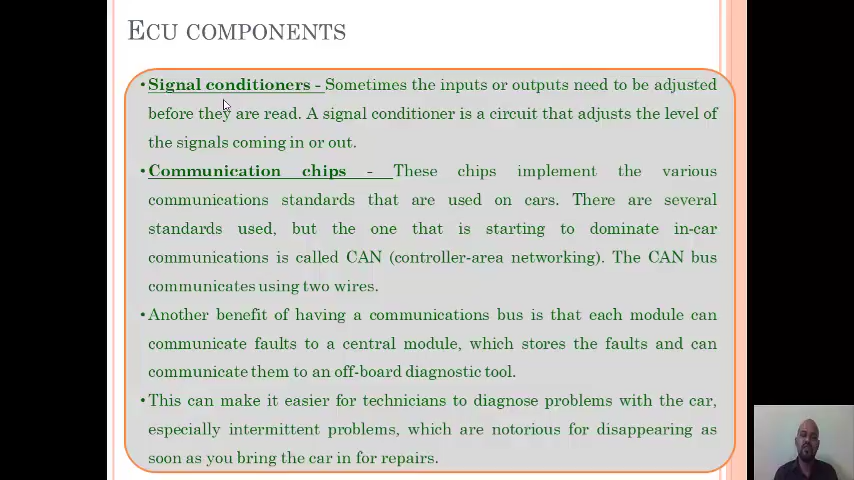 ECU COMPONENTS
• Signal conditioners - Sometimes the inputs or outputs need to be adjusted
before they are read. A signal conditioner is a circuit that adjusts the level of
the signals coming in or out.
• Communication chips - These chips implement the various
communications standards that are used on cars. There are several
standards used, but the one that is starting to dominate in-car
communications is called CAN (controller-area networking). The CAN bus
communicates using two wires.
• Another benefit of having a communications bus is that each module can
communicate faults to a central module, which stores the faults and can
communicate them to an off-board diagnostic tool.
• This can make it easier for technicians to diagnose problems with the car,
especially intermittent problems, which are notorious for disappearing as
soon as you bring the car in for repairs.